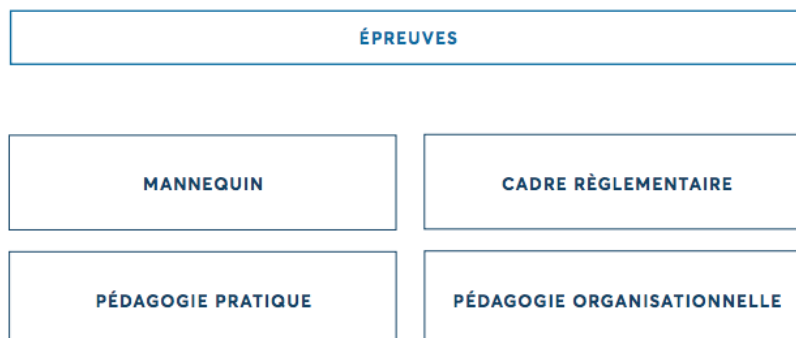 ÉPREUVES
MANNEQUIN
CADRE RÈGLEMENTAIRE
PÉDAGOGIE PRATIQUE
PÉDAGOGIE ORGANISATIONNELLE